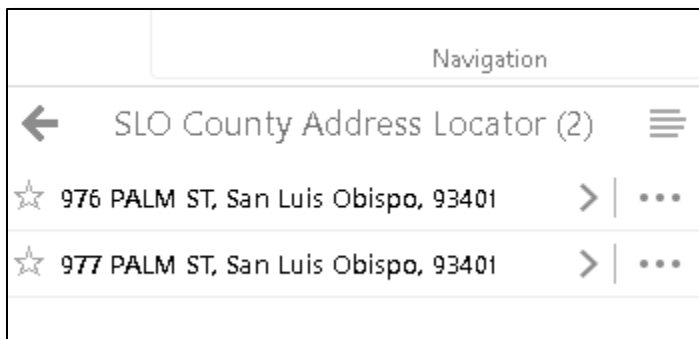 Navigation
SLO County Address Locator (2)
976 PALM ST, San Luis Obispo, 93401
977 PALM ST, San Luis Obispo, 93401